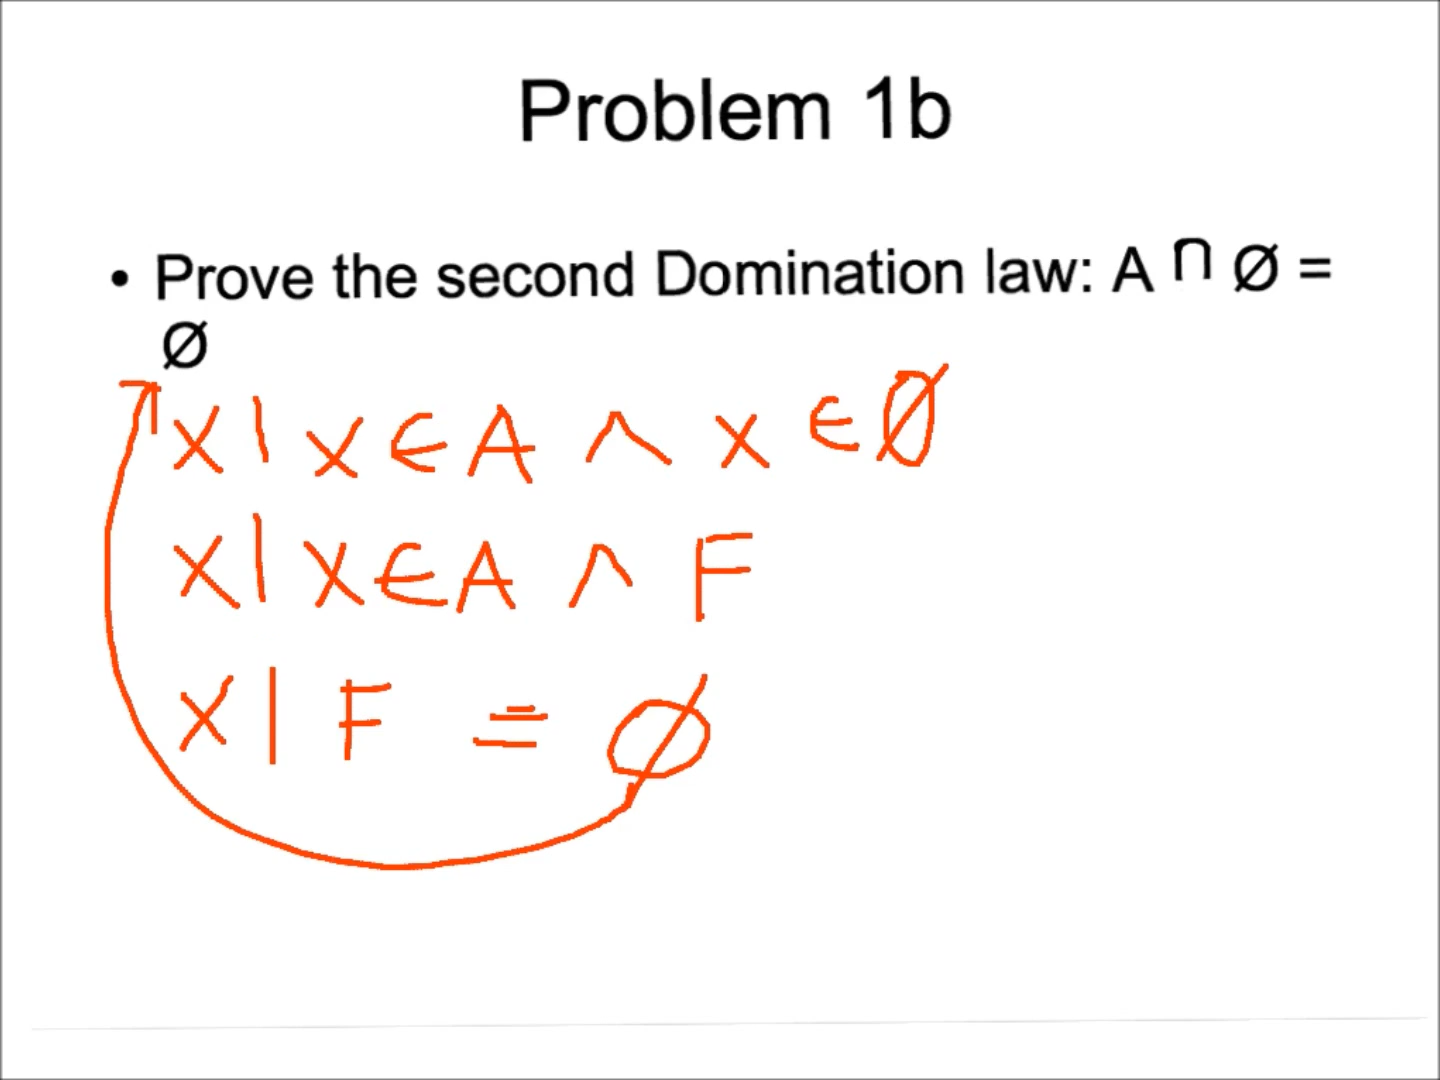 Problem 1b
• Prove the second Domination law: A ∩ Ø =
Ø
x | x ∈ A ∧ x ∈ Ø
x | x ∈ A ∧ F
x | F = Ø